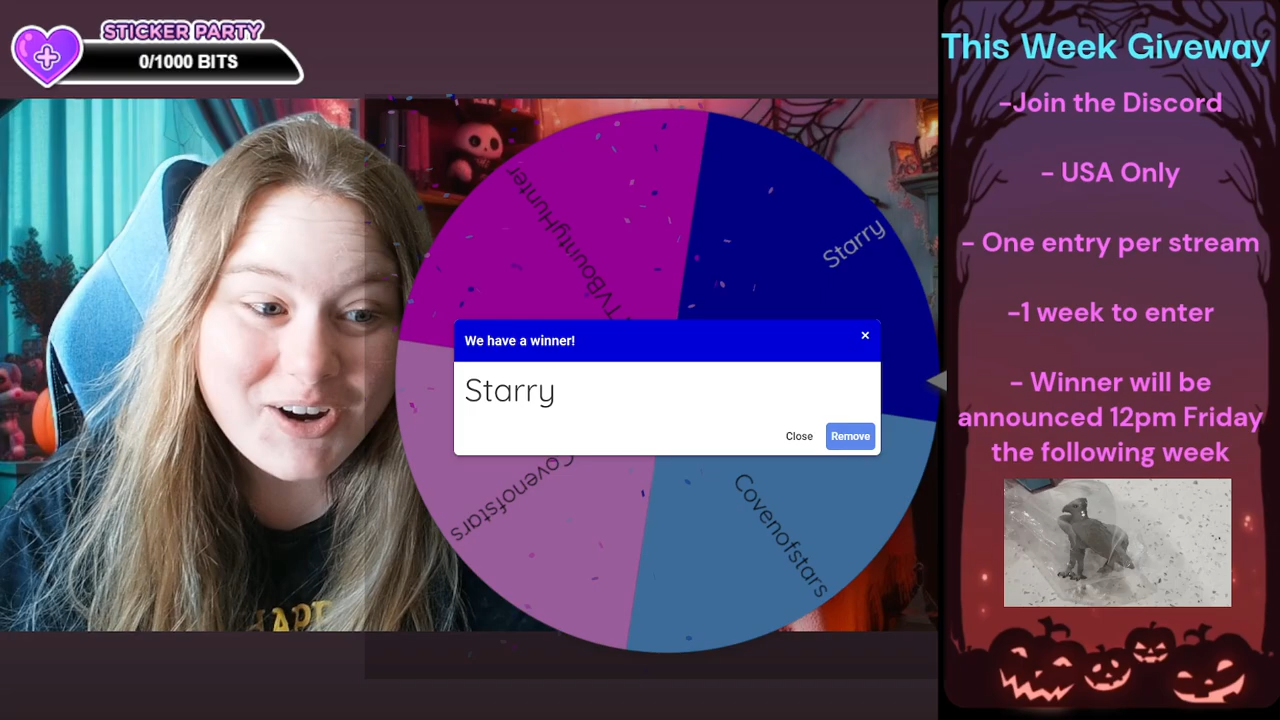 STICKER PARTY
0/1000 BITS
This Week Giveway
-Join the Discord
- USA Only
- One entry per stream
-1 week to enter
- Winner will be
announced 12pm Friday
the following week
TVBountyHunter
Starry
We have a winner!
×
Starry
Close
Remove
Covenofstars
Covenofstars